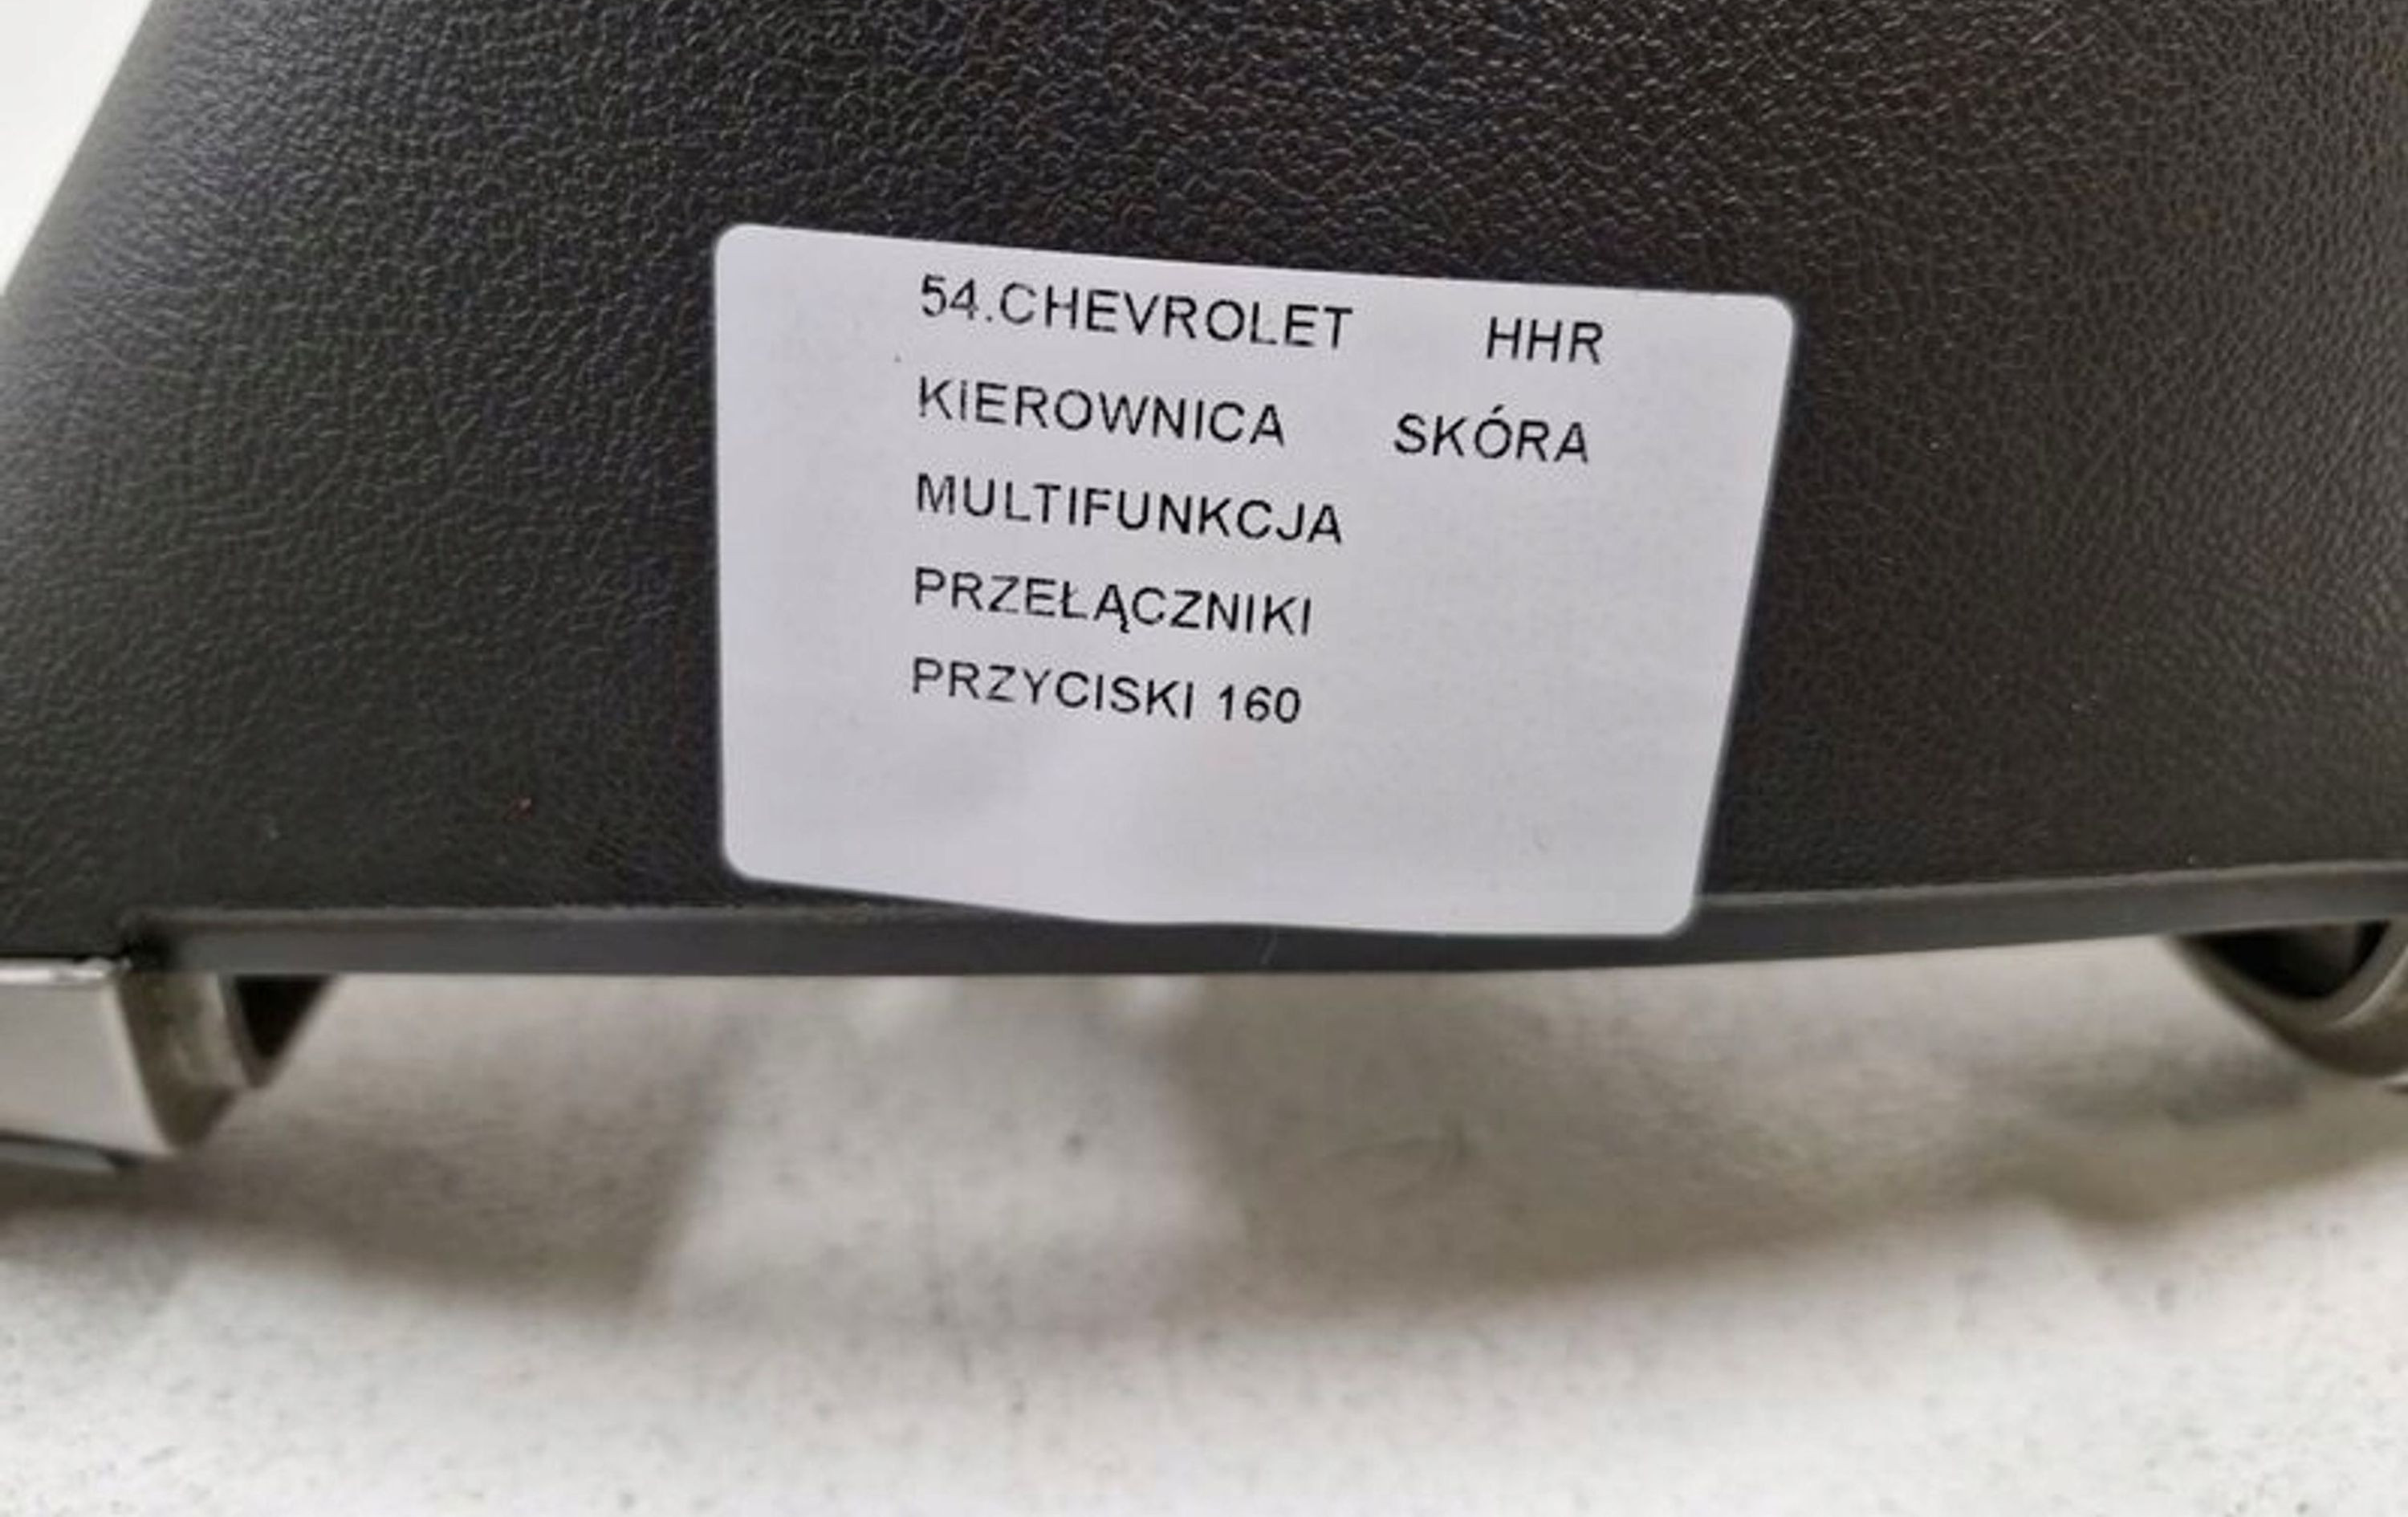 54.CHEVROLET HHR
KiEROWNICA SKÓRA
MULTIFUNKCJA
PRZEŁĄCZNIKI
PRZYCISKI 160